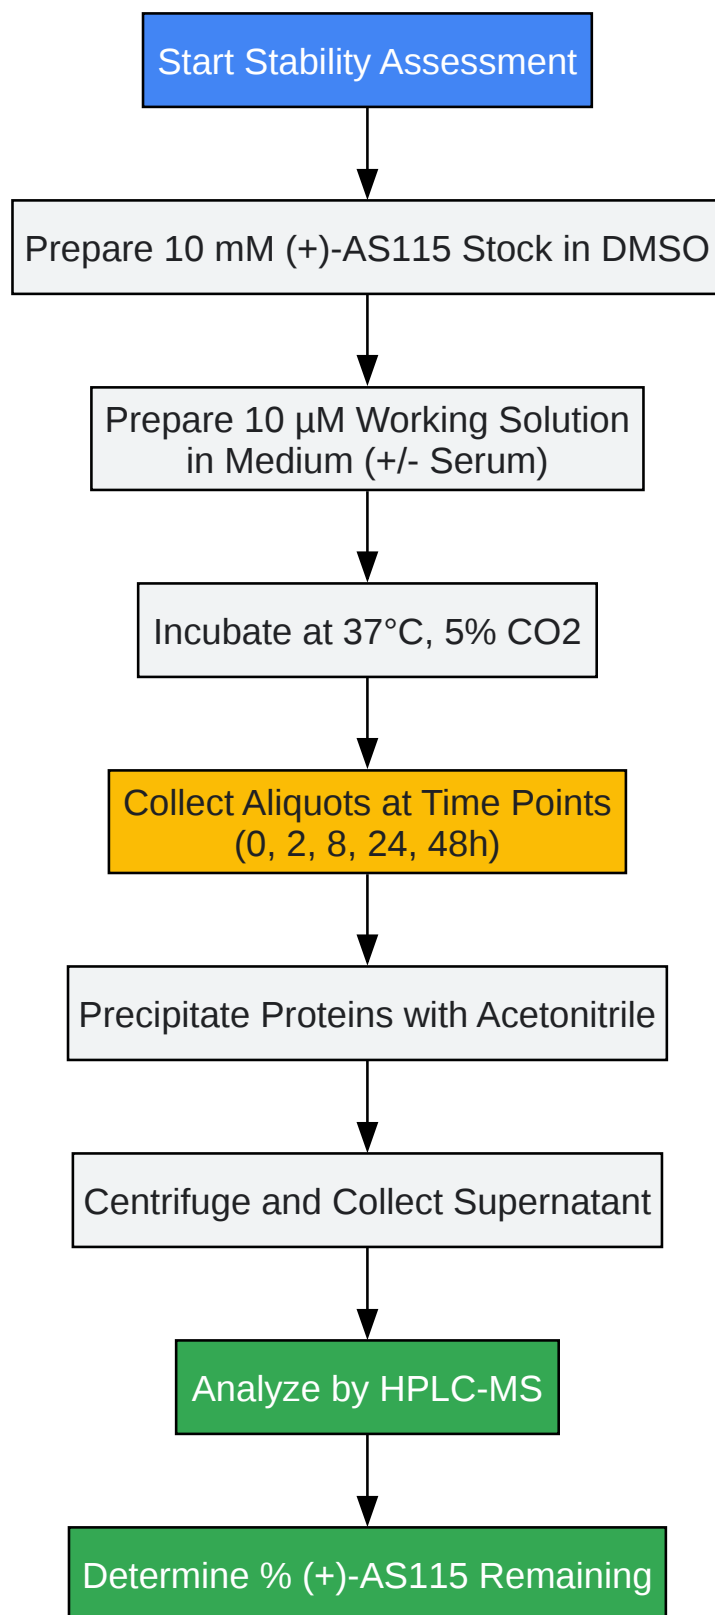 Start Stability Assessment
Prepare 10 mM (+)-AS115 Stock in DMSO
Prepare 10 µM Working Solution
in Medium (+/- Serum)
Incubate at 37°C, 5% CO2
Collect Aliquots at Time Points
(0, 2, 8, 24, 48h)
Precipitate Proteins with Acetonitrile
Centrifuge and Collect Supernatant
Analyze by HPLC-MS
Determine % (+)-AS115 Remaining